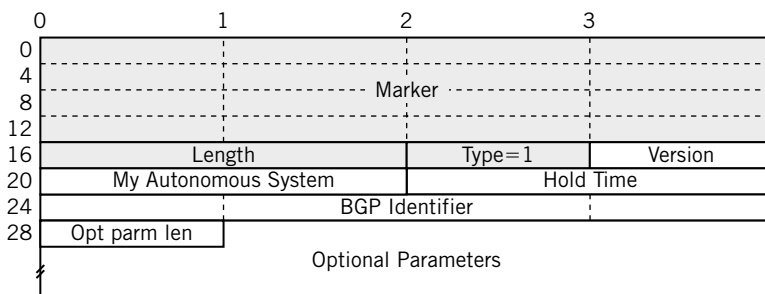 0 1 2 3
0
4
Marker
8
12
16 Length Type=1 Version
20 My Autonomous System Hold Time
24 BGP Identifier
28 Opt parm len
Optional Parameters